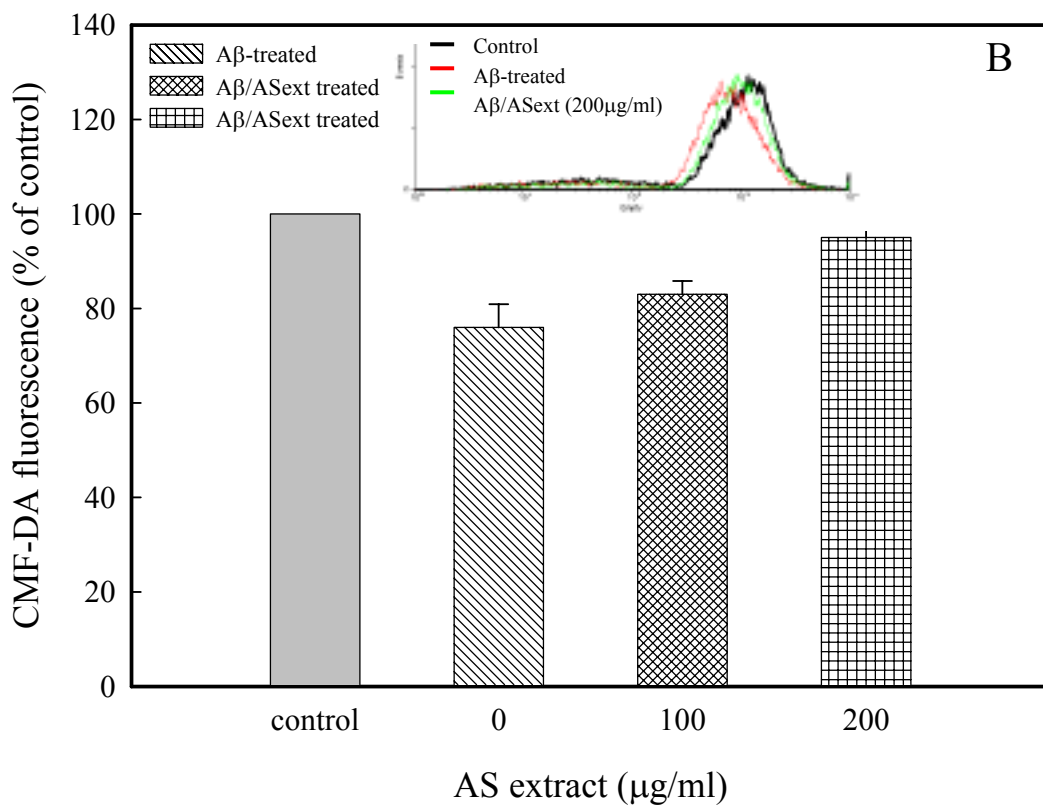 140
120
100
80
60
40
20
0
CMF-DA fluorescence (% of control)
Aβ-treated
Aβ/ASext treated
Aβ/ASext treated
Control
Aβ-treated
Aβ/ASext (200μg/ml)
B
control 0 100 200
AS extract (μg/ml)